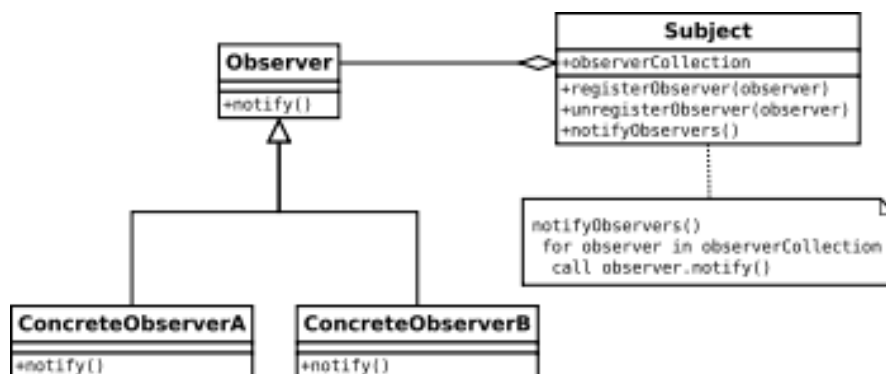 Subject
+observerCollection
+registerObserver(observer)
+unregisterObserver(observer)
+notifyObservers()
Observer
+notify()
notifyObservers()
for observer in observerCollection
call observer.notify()
ConcreteObserverA
+notify()
ConcreteObserverB
+notify()